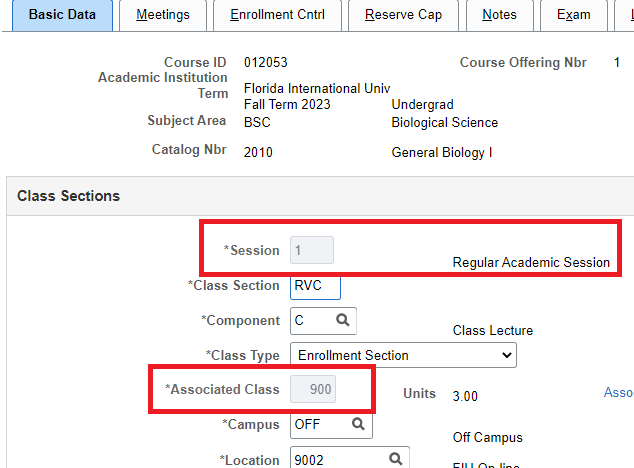 Basic Data Meetings Enrollment Cntrl Reserve Cap Notes Exam
Course ID 012053 Course Offering Nbr 1
Academic Institution Florida International Univ
Term Fall Term 2023 Undergrad
Subject Area BSC Biological Science
Catalog Nbr 2010 General Biology I
Class Sections
*Session 1 Regular Academic Session
*Class Section RVC
*Component C Class Lecture
*Class Type Enrollment Section
*Associated Class 900 Units 3.00 Asso
*Campus OFF Off Campus
*Location 9002